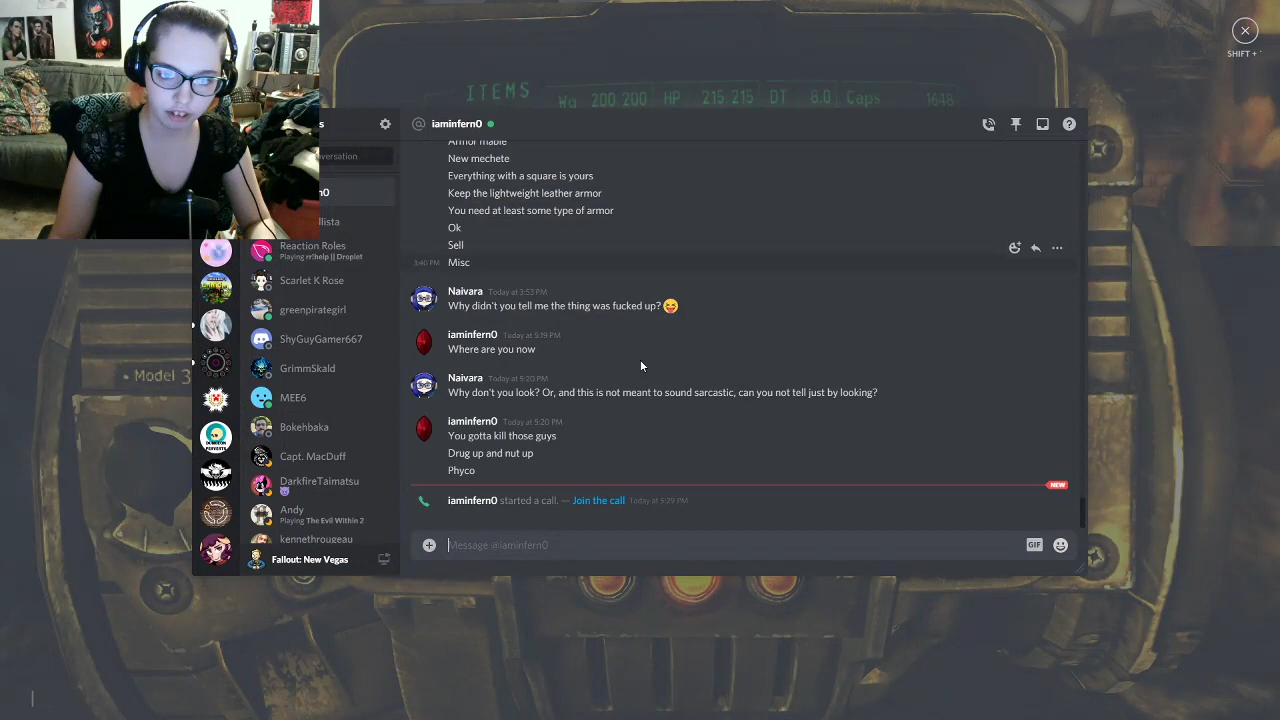 ITEMS
Wg 200/200 HP 215/215 DT 8.0 Caps 1648
SHIFT + `
iaminfern0
Armor mable
New mechete
Everything with a square is yours
Keep the lightweight leather armor
You need at least some type of armor
Ok
Sell
3:40 PM Misc
Naivara Today at 3:53 PM
Why didn't you tell me the thing was fucked up?
iaminfern0 Today at 5:19 PM
Where are you now
Naivara Today at 5:20 PM
Why don't you look? Or, and this is not meant to sound sarcastic, can you not tell just by looking?
iaminfern0 Today at 5:20 PM
You gotta kill those guys
Drug up and nut up
Phyco
NEW
iaminfern0 started a call. — Join the call Today at 5:29 PM
Message @iaminfern0
GIF
Reaction Roles
Playing rr!help || Droplet
Scarlet K Rose
greenpirategirl
ShyGuyGamer667
GrimmSkald
MEE6
Bokehbaka
Capt. MacDuff
DarkfireTaimatsu
Andy
Playing The Evil Within 2
kennethrougeau
Fallout: New Vegas
• Model 3